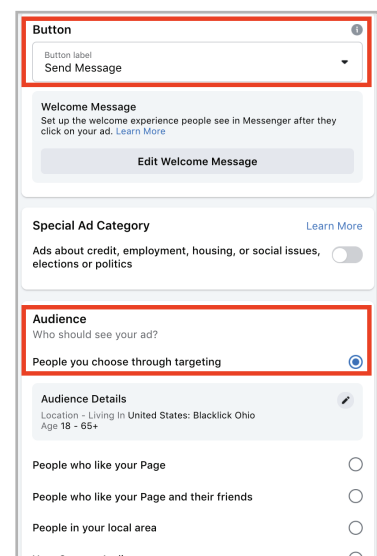 Button
Button label
Send Message
Welcome Message
Set up the welcome experience people see in Messenger after they
click on your ad. Learn More
Edit Welcome Message
Special Ad Category
Learn More
Ads about credit, employment, housing, or social issues,
elections or politics
Audience
Who should see your ad?
People you choose through targeting
Audience Details
Location - Living In United States: Blacklick Ohio
Age 18 - 65+
People who like your Page
People who like your Page and their friends
People in your local area